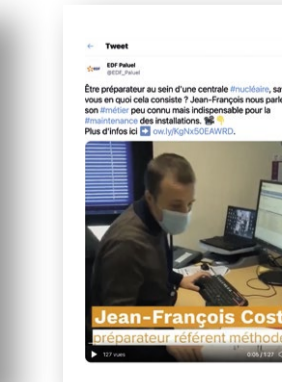 ← Tweet
EDF Paluel
@EDF_Paluel
Être préparateur au sein d'une centrale #nucléaire, sa
vous en quoi cela consiste ? Jean-François nous parle
son #métier peu connu mais indispensable pour la
#maintenance des installations.
Plus d'infos ici ➡ ow.ly/KgNx50EAWRD.
Jean-François Cost
préparateur référent méthode
127 vues
0:06 / 1:27